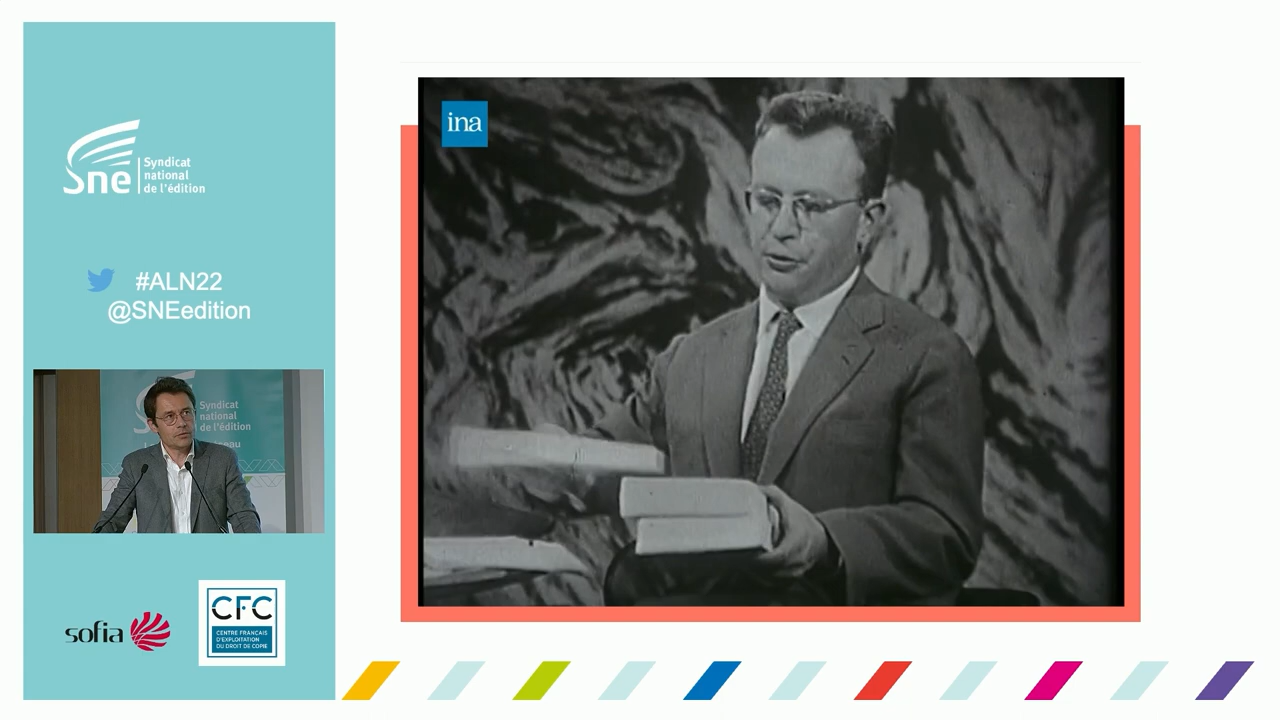 sne
Syndicat
national
de l'édition
#ALN22
@SNEedition
Syndicat
national
de l'édition
sofia
CFC
CENTRE FRANÇAIS
D'EXPLOITATION
DU DROIT DE COPIE
ina